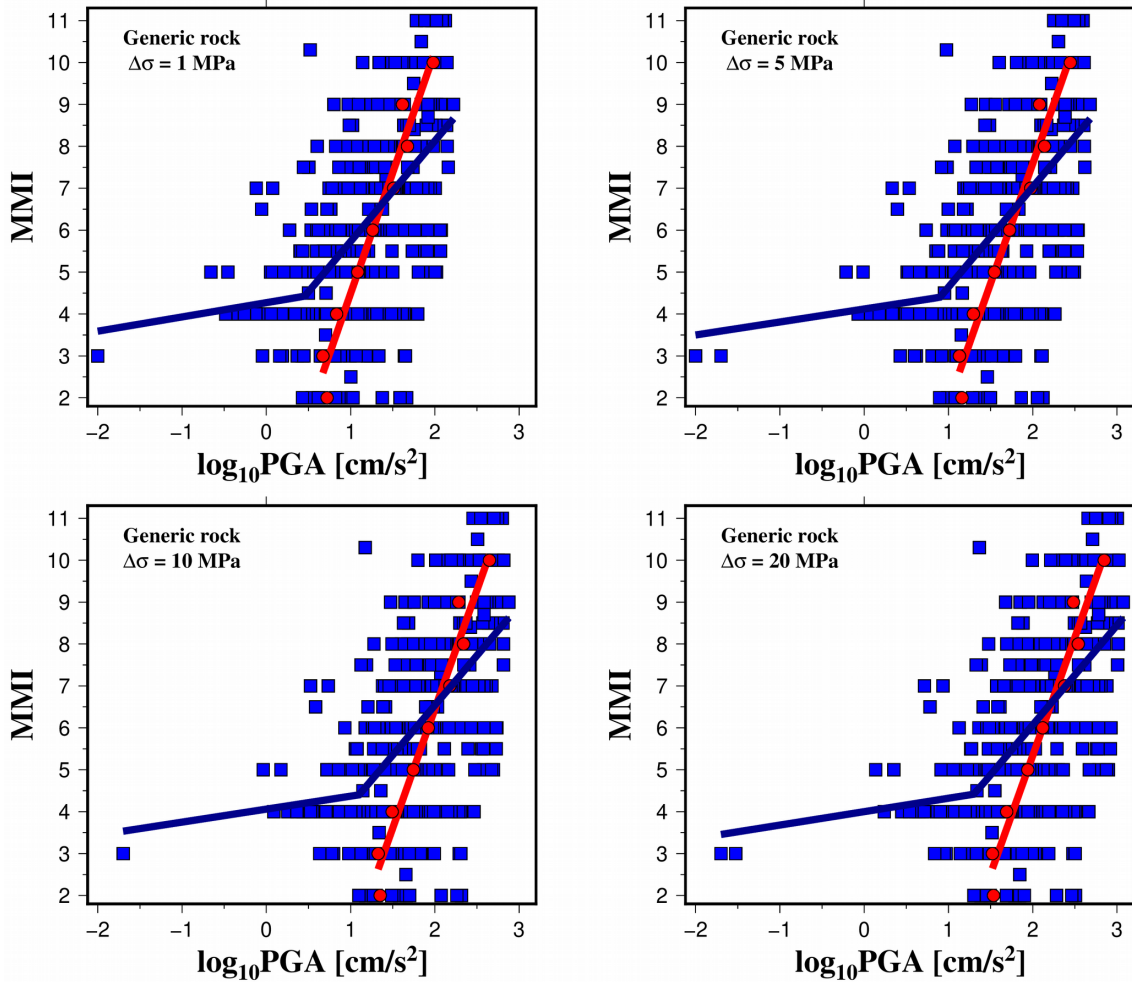 11
10
9
8
7
6
5
4
3
2
MMI
Generic rock
Δσ = 1 MPa
−2 −1 0 1 2 3
log₁₀PGA [cm/s²]
11
10
9
8
7
6
5
4
3
2
MMI
Generic rock
Δσ = 5 MPa
−2 −1 0 1 2 3
log₁₀PGA [cm/s²]
11
10
9
8
7
6
5
4
3
2
MMI
Generic rock
Δσ = 10 MPa
−2 −1 0 1 2 3
log₁₀PGA [cm/s²]
11
10
9
8
7
6
5
4
3
2
MMI
Generic rock
Δσ = 20 MPa
−2 −1 0 1 2 3
log₁₀PGA [cm/s²]